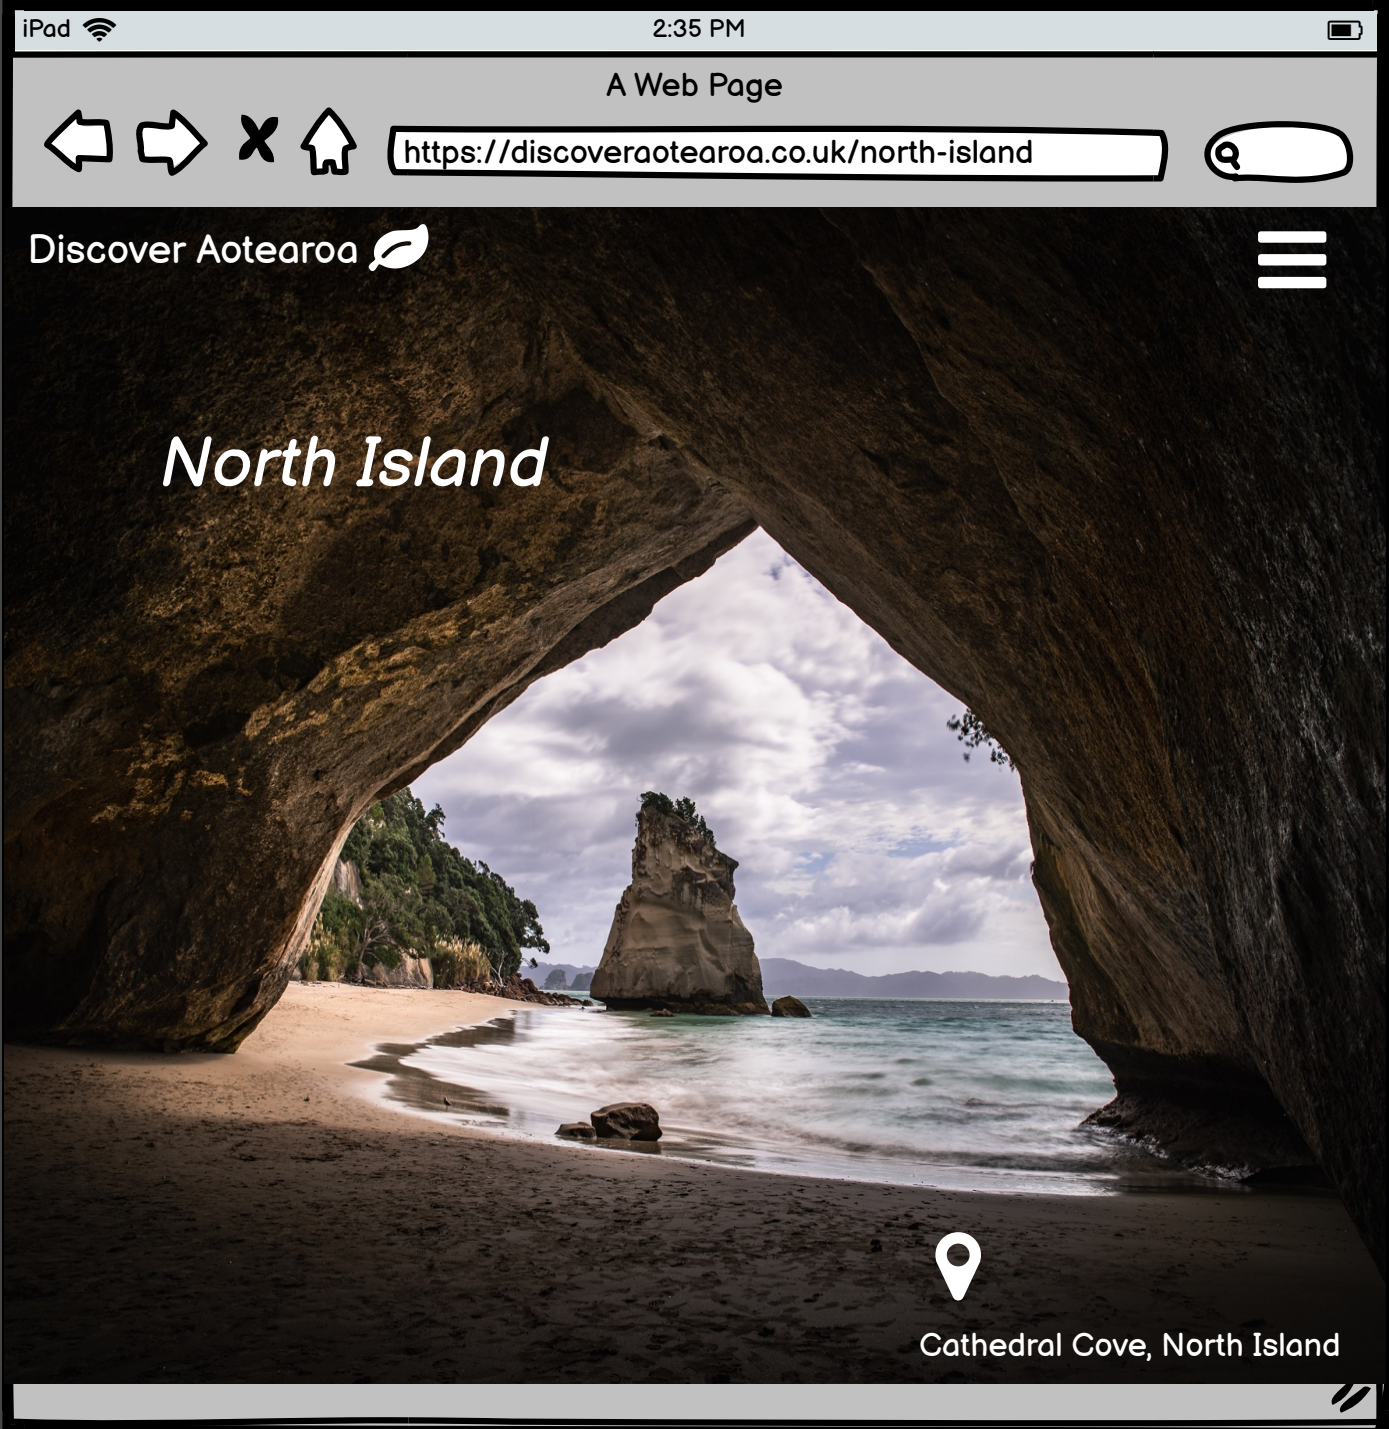 iPad
2:35 PM
A Web Page
https://discoveraotearoa.co.uk/north-island
Discover Aotearoa
North Island
Cathedral Cove, North Island